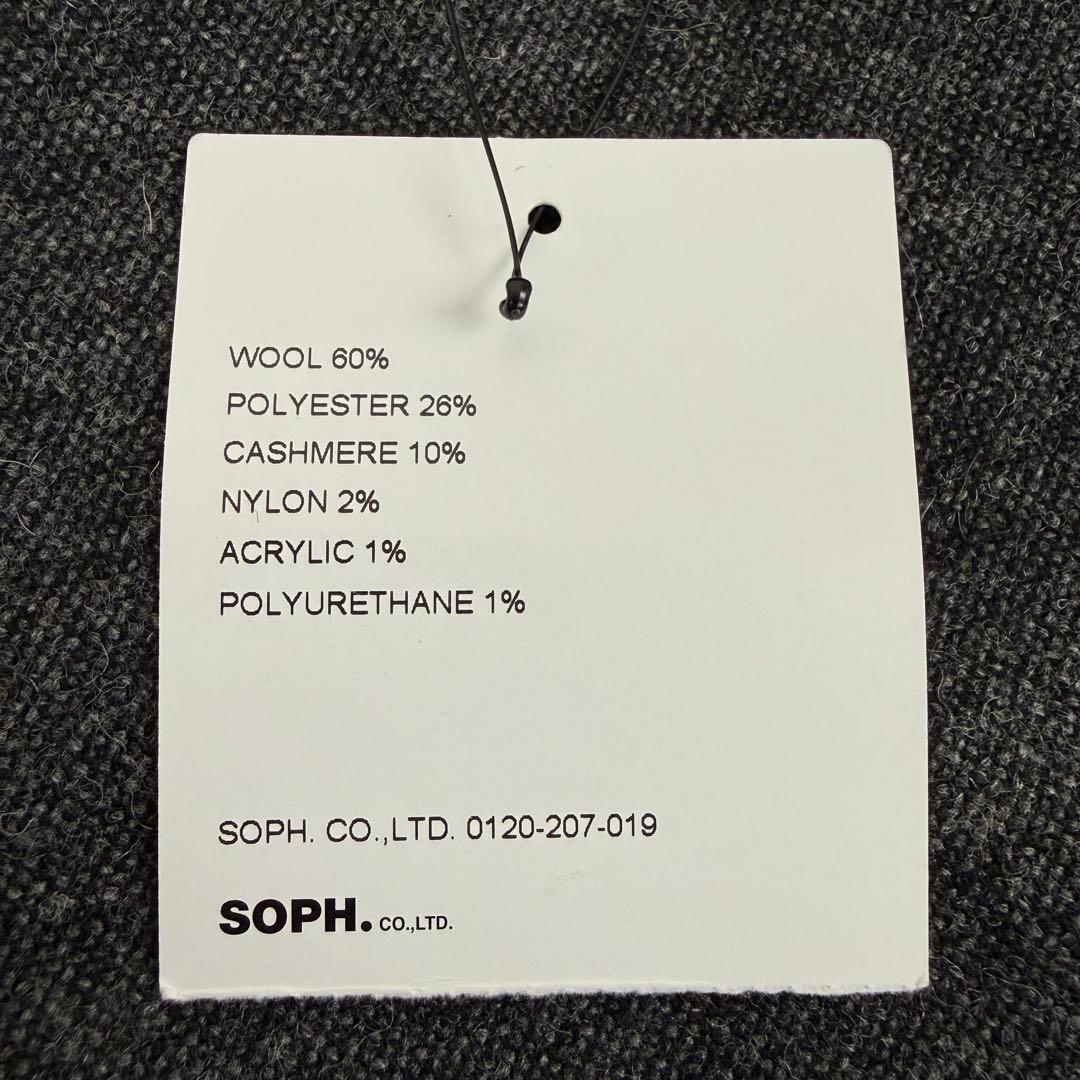 WOOL 60%
POLYESTER 26%
CASHMERE 10%
NYLON 2%
ACRYLIC 1%
POLYURETHANE 1%
SOPH. CO.,LTD. 0120-207-019
SOPH. CO.,LTD.